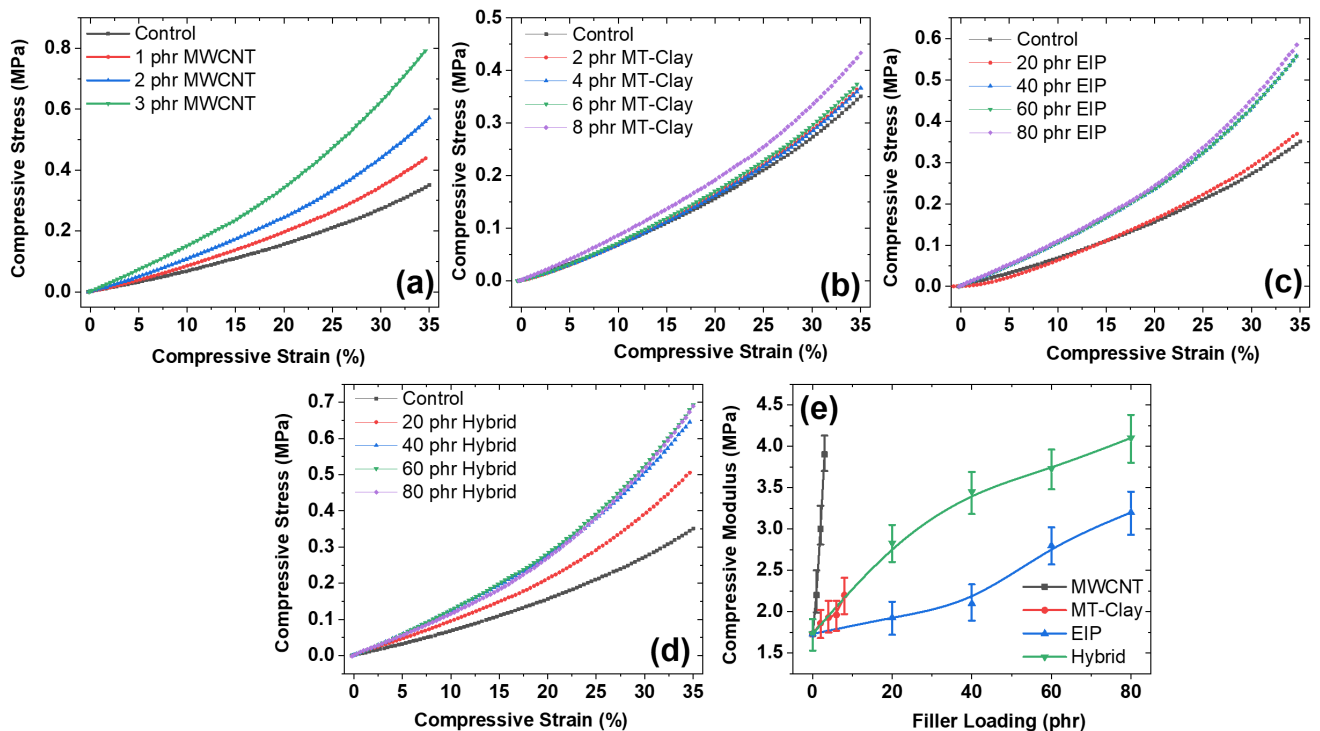 Control
1 phr MWCNT
2 phr MWCNT
3 phr MWCNT
0.8
0.6
0.4
0.2
0.0
0 5 10 15 20 25 30 35
Compressive Stress (MPa)
Compressive Strain (%)
(a)
Control
2 phr MT-Clay
4 phr MT-Clay
6 phr MT-Clay
8 phr MT-Clay
0.5
0.4
0.3
0.2
0.1
0.0
0 5 10 15 20 25 30 35
Compressive Stress (MPa)
Compressive Strain (%)
(b)
Control
20 phr EIP
40 phr EIP
60 phr EIP
80 phr EIP
0.6
0.5
0.4
0.3
0.2
0.1
0.0
0 5 10 15 20 25 30 35
Compressive Stress (MPa)
Compressive Strain (%)
(c)
Control
20 phr Hybrid
40 phr Hybrid
60 phr Hybrid
80 phr Hybrid
0.7
0.6
0.5
0.4
0.3
0.2
0.1
0.0
0 5 10 15 20 25 30 35
Compressive Stress (MPa)
Compressive Strain (%)
(d)
(e)
4.5
4.0
3.5
3.0
2.5
2.0
1.5
0 20 40 60 80
Compressive Modulus (MPa)
Filler Loading (phr)
MWCNT
MT-Clay
EIP
Hybrid